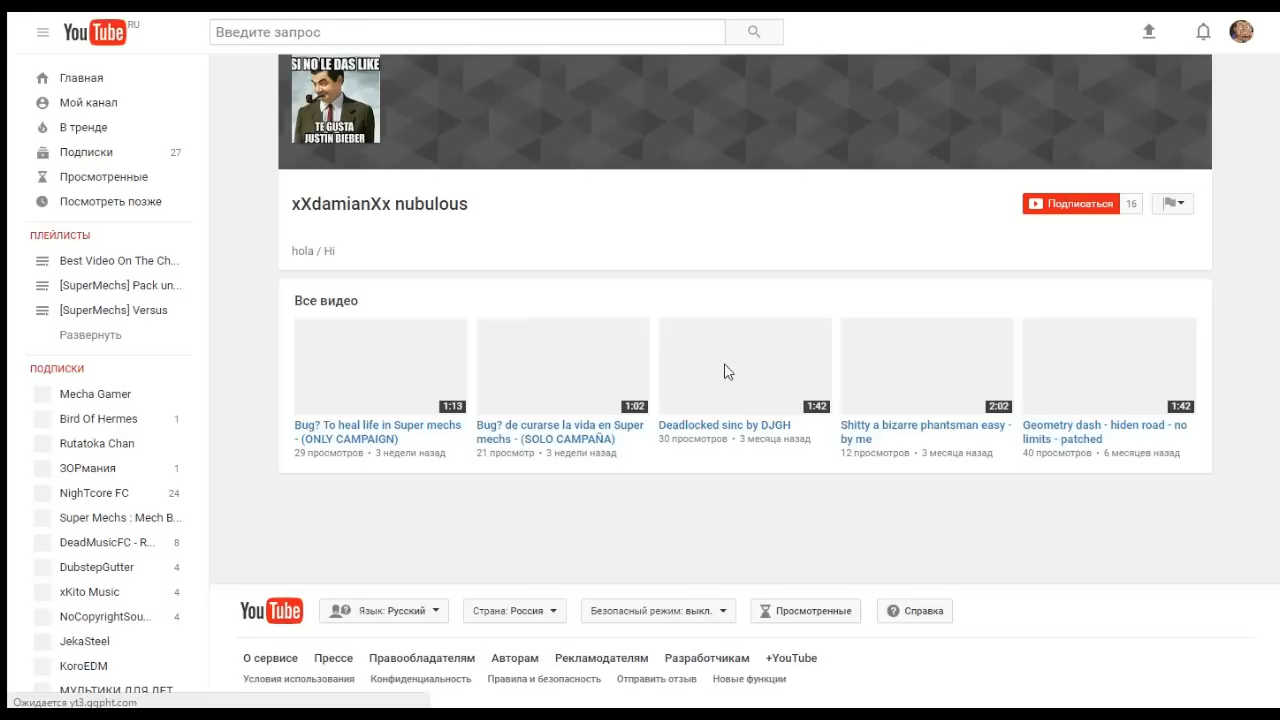 YouTube RU
Введите запрос
Главная
Мой канал
В тренде
Подписки 27
Просмотренные
Посмотреть позже
ПЛЕЙЛИСТЫ
Best Video On The Ch...
[SuperMechs] Pack un...
[SuperMechs] Versus
Развернуть
ПОДПИСКИ
Mecha Gamer
Bird Of Hermes 1
Rutatoka Chan
ЗОРмания 1
NighTcore FC 24
Super Mechs : Mech B...
DeadMusicFC - R... 8
DubstepGutter 4
xKito Music 4
NoCopyrightSou... 4
JekaSteel
KoroEDM
МУЛЬТИКИ ДЛЯ ДЕТ
SI NO LE DAS LIKE
TE GUSTA
JUSTIN BIEBER
xXdamianXx nubulous
Подписаться 16
hola / Hi
Все видео
1:13
Bug? To heal life in Super mechs
- (ONLY CAMPAIGN)
29 просмотров • 3 недели назад
1:02
Bug? de curarse la vida en Super
mechs - (SOLO CAMPAÑA)
21 просмотр • 3 недели назад
1:42
Deadlocked sinc by DJGH
30 просмотров • 3 месяца назад
2:02
Shitty a bizarre phantsman easy -
by me
12 просмотров • 3 месяца назад
1:42
Geometry dash - hiden road - no
limits - patched
40 просмотров • 6 месяцев назад
YouTube
Язык: Русский
Страна: Россия
Безопасный режим: выкл.
Просмотренные
Справка
О сервисе Прессе Правообладателям Авторам Рекламодателям Разработчикам +YouTube
Условия использования Конфиденциальность Правила и безопасность Отправить отзыв Новые функции
Ожидается yt3.ggpht.com